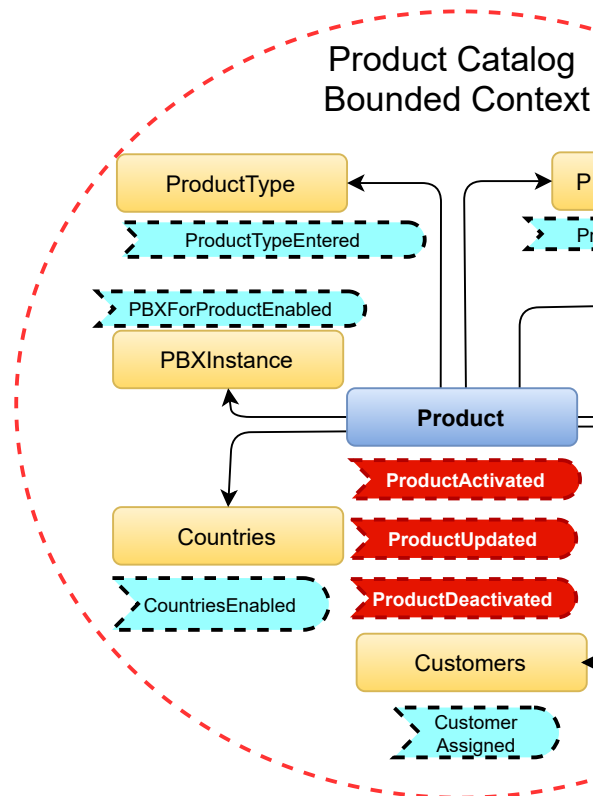 Product Catalog
Bounded Context
ProductType
ProductTypeEntered
PBXForProductEnabled
PBXInstance
Product
ProductActivated
Countries
ProductUpdated
CountriesEnabled
ProductDeactivated
Customers
Customer
Assigned